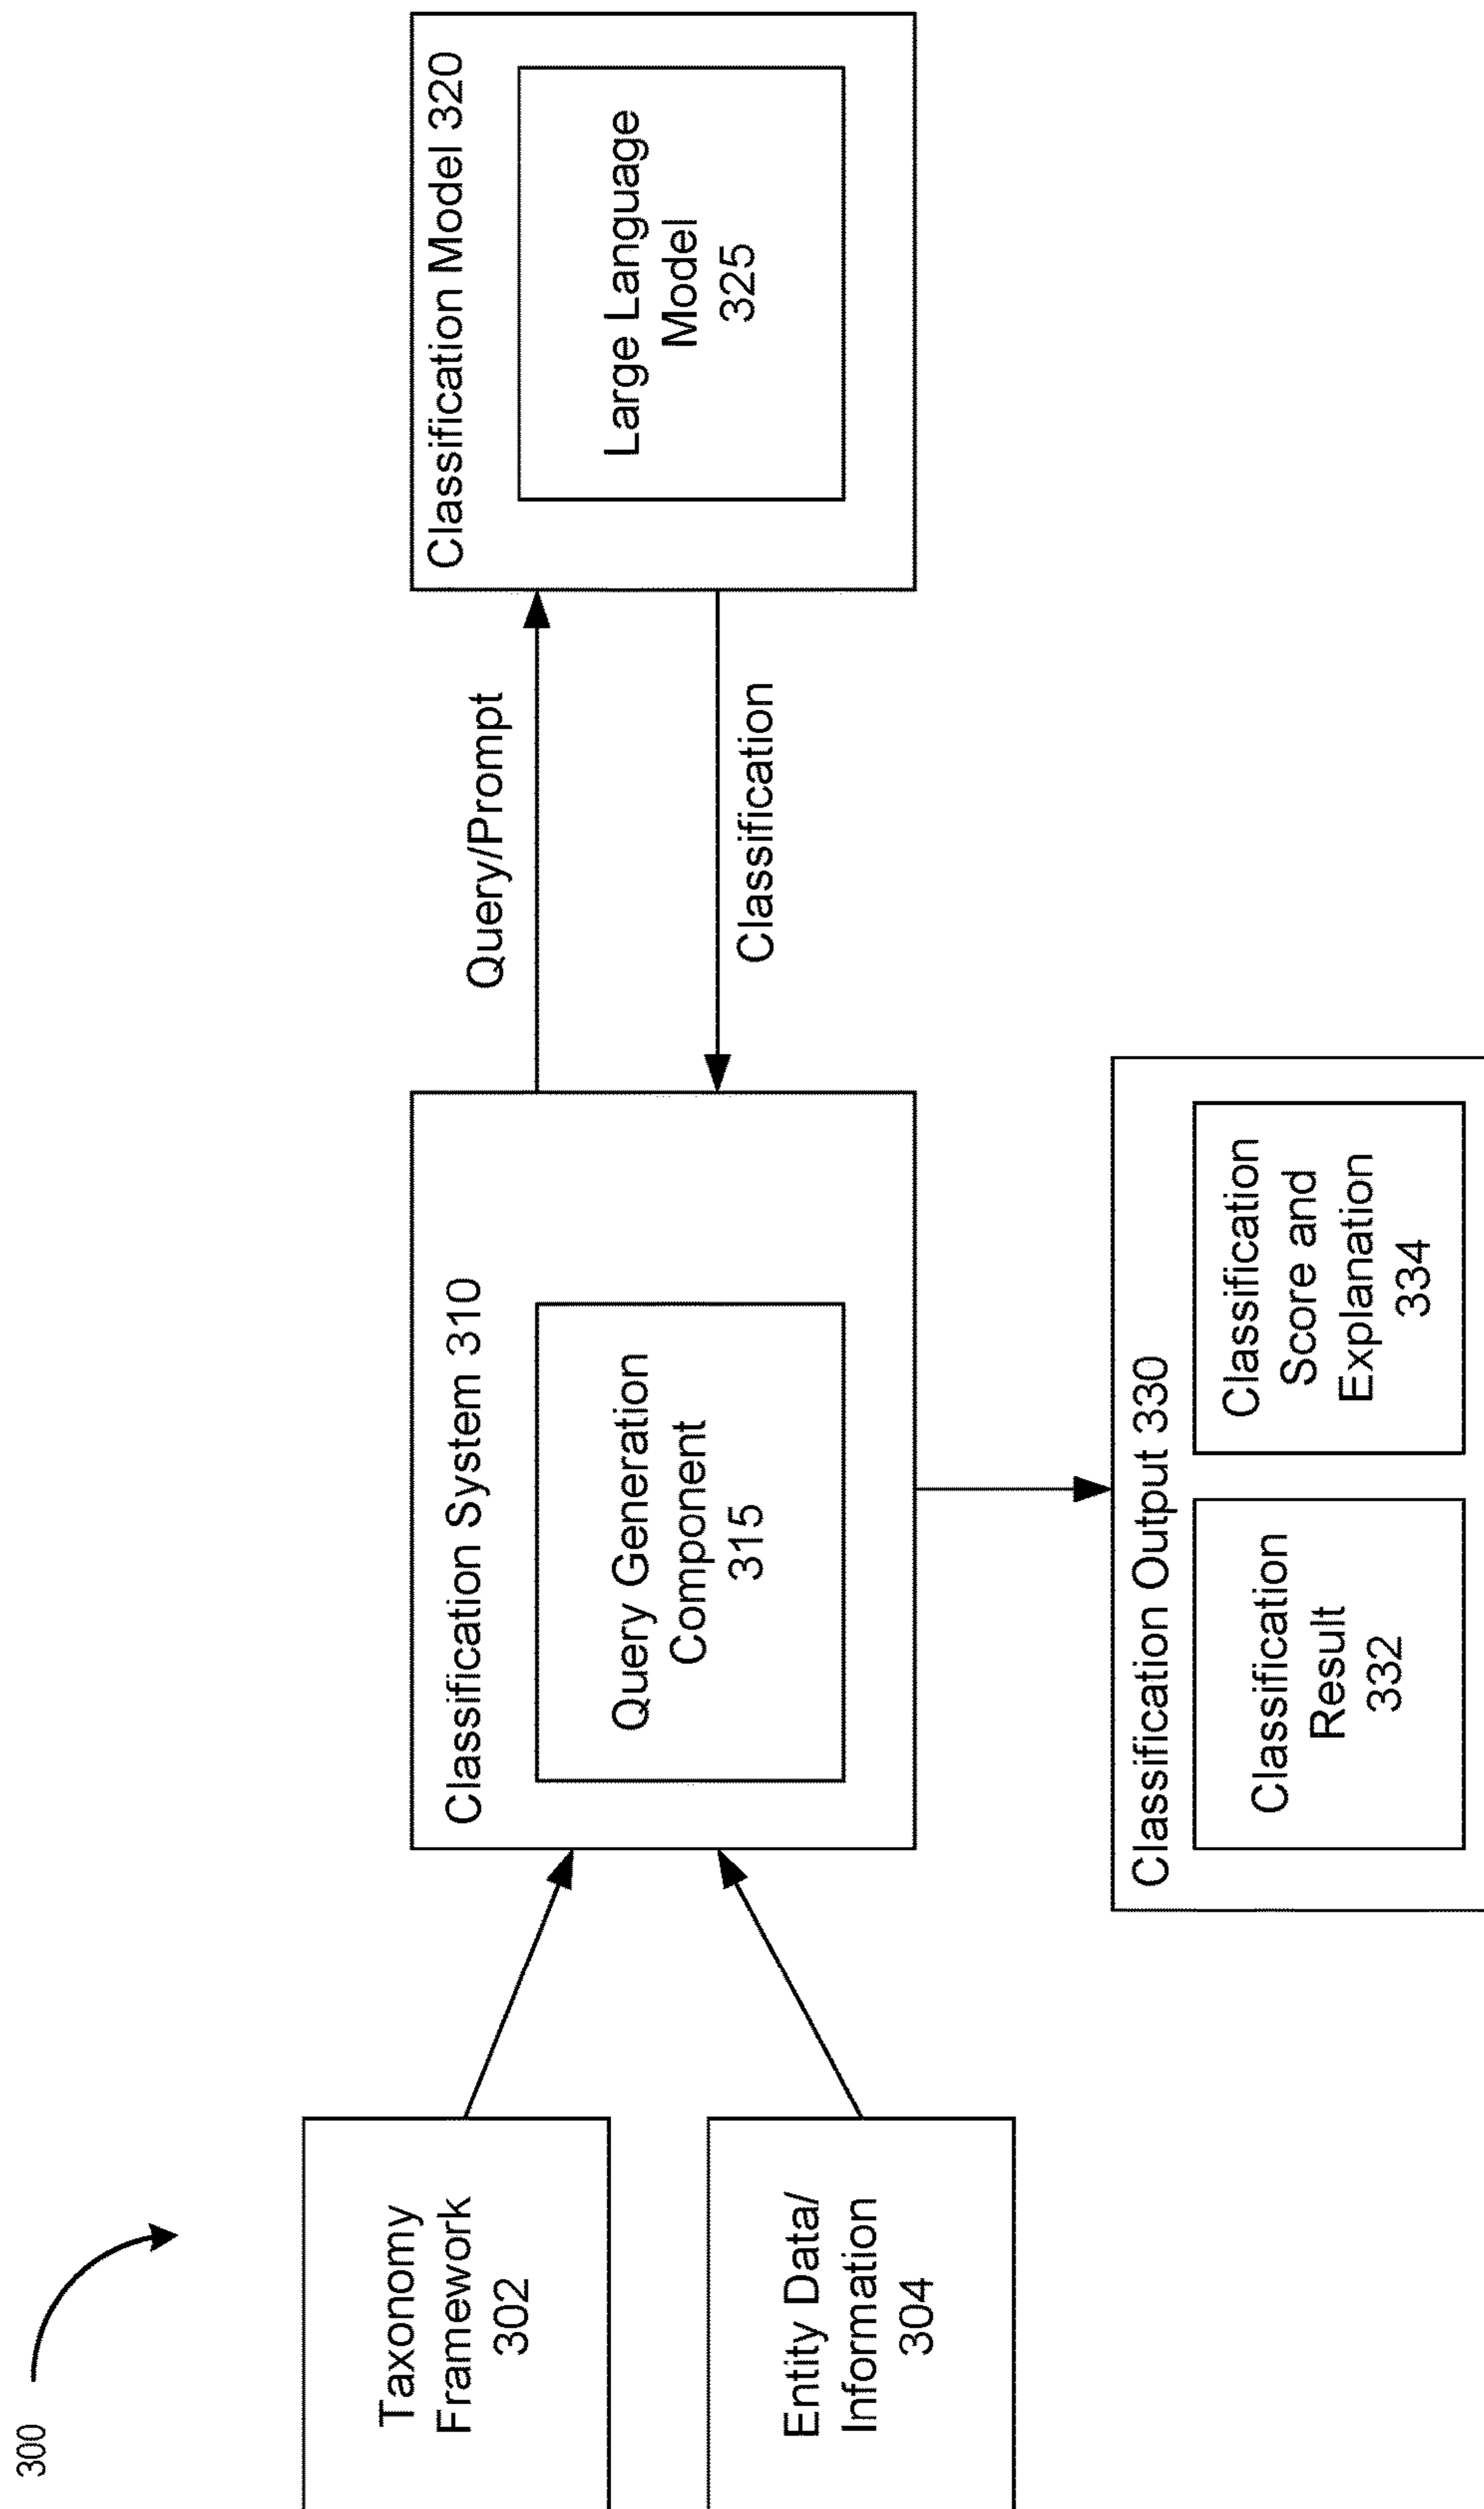 300
Taxonomy
Framework
302
Entity Data/
Information
304
Classification System 310
Query Generation
Component
315
Query/Prompt
Classification
Classification Model 320
Large Language
Model
325
Classification Output 330
Classification
Result
332
Classification
Score and
Explanation
334